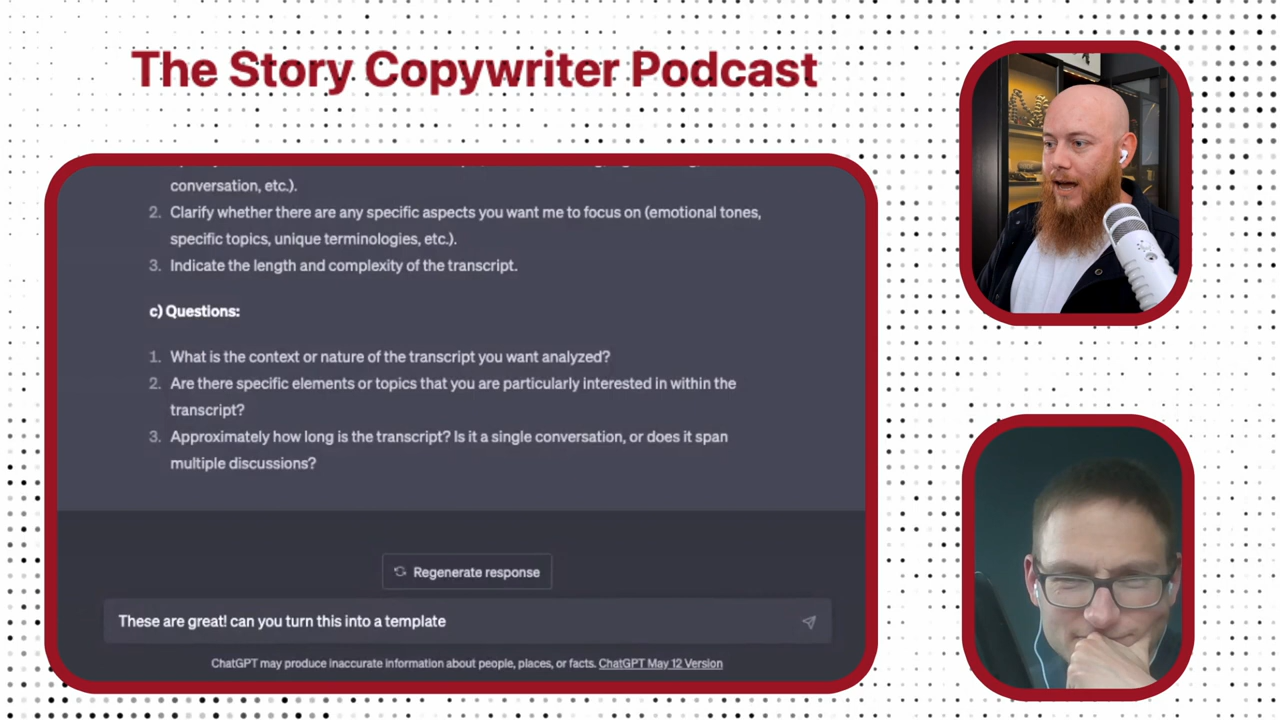 The Story Copywriter Podcast
conversation, etc.).
2. Clarify whether there are any specific aspects you want me to focus on (emotional tones,
specific topics, unique terminologies, etc.).
3. Indicate the length and complexity of the transcript.
c) Questions:
1. What is the context or nature of the transcript you want analyzed?
2. Are there specific elements or topics that you are particularly interested in within the
transcript?
3. Approximately how long is the transcript? Is it a single conversation, or does it span
multiple discussions?
Regenerate response
These are great! can you turn this into a template
ChatGPT may produce inaccurate information about people, places, or facts. ChatGPT May 12 Version